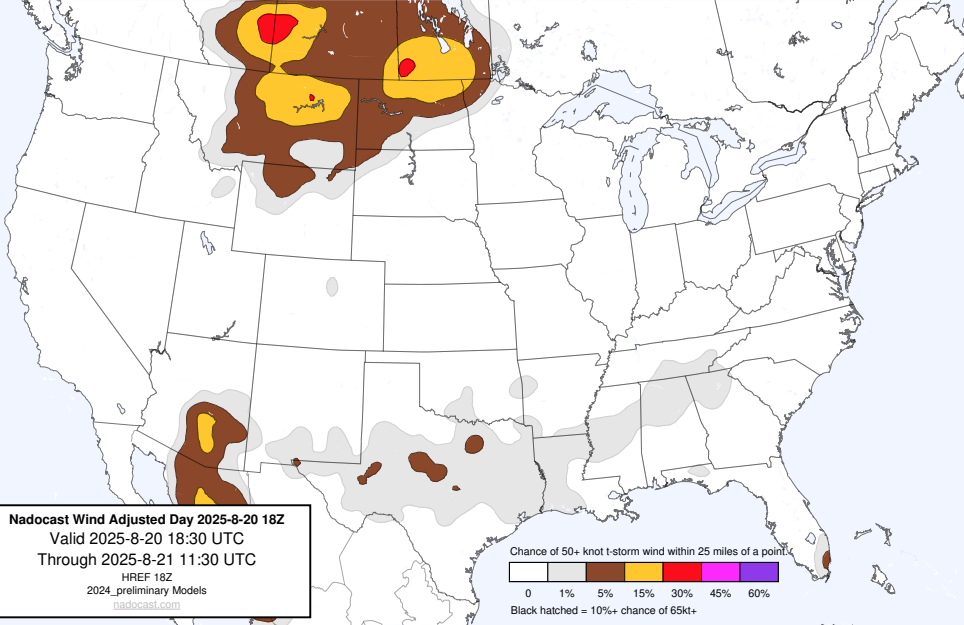 Nadocast Wind Adjusted Day 2025-8-20 18Z
Valid 2025-8-20 18:30 UTC
Through 2025-8-21 11:30 UTC
HREF 18Z
2024_preliminary Models
nadocast.com
Chance of 50+ knot t-storm wind within 25 miles of a point.
0 1% 5% 15% 30% 45% 60%
Black hatched = 10%+ chance of 65kt+